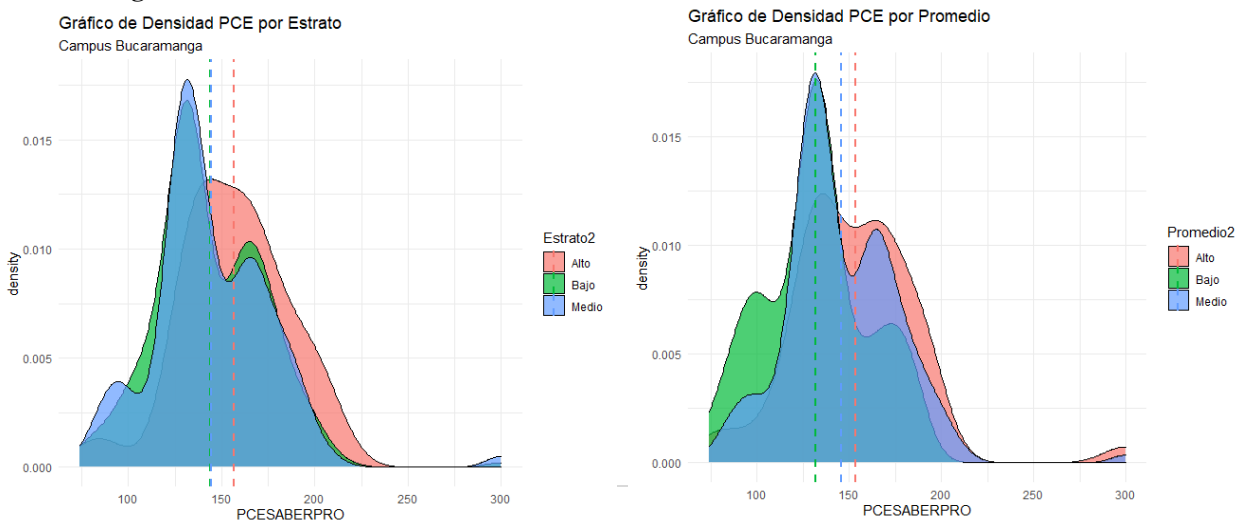 Gráfico de Densidad PCE por Estrato
Campus Bucaramanga
0.015
0.010
0.005
0.000
density
100
150
200
250
300
PCESABERPRO
Estrato2
Alto
Bajo
Medio
Gráfico de Densidad PCE por Promedio
Campus Bucaramanga
0.015
0.010
0.005
0.000
density
100
150
200
250
300
PCESABERPRO
Promedio2
Alto
Bajo
Medio